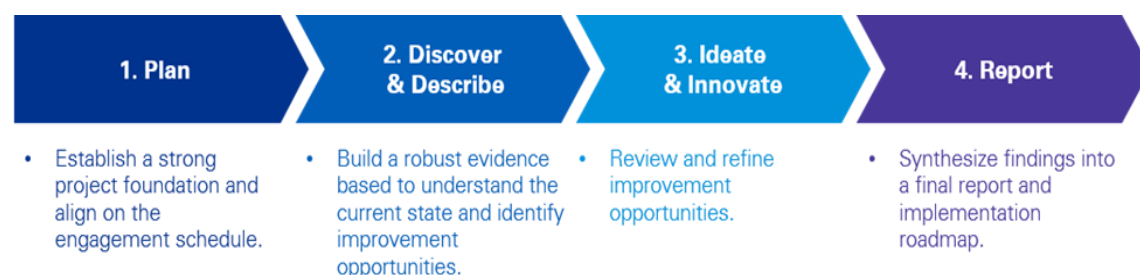 1. Plan
2. Discover
& Describe
3. Ideate
& Innovate
4. Report
• Establish a strong
project foundation and
align on the
engagement schedule.
• Build a robust evidence
based to understand the
current state and identify
improvement
opportunities.
• Review and refine
improvement
opportunities.
• Synthesize findings into
a final report and
implementation
roadmap.